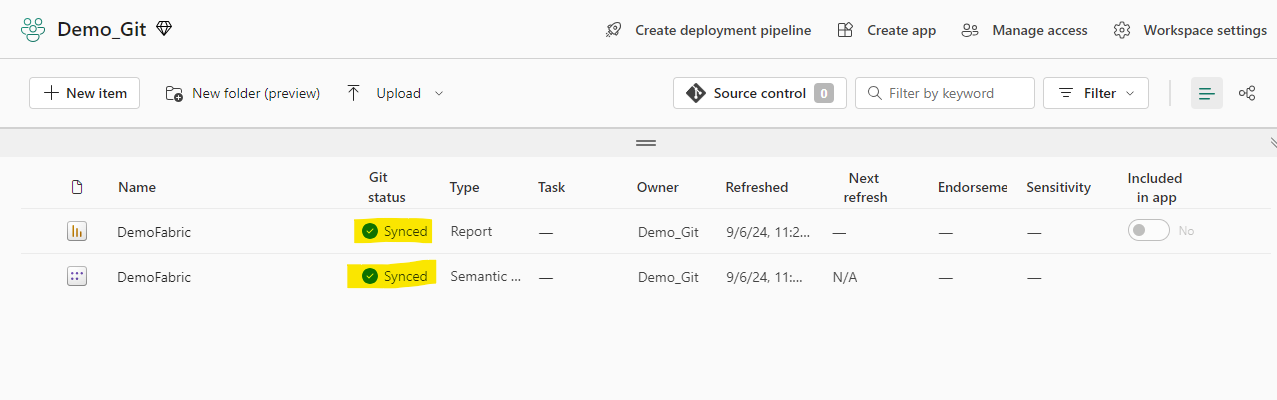 Demo_Git
Create deployment pipeline Create app Manage access Workspace settings
New item New folder (preview) Upload Source control 0 Filter by keyword Filter
Name Git status Type Task Owner Refreshed Next refresh Endorseme Sensitivity Included in app
DemoFabric Synced Report — Demo_Git 9/6/24, 11:2... — — — No
DemoFabric Synced Semantic ... — Demo_Git 9/6/24, 11:... N/A — —